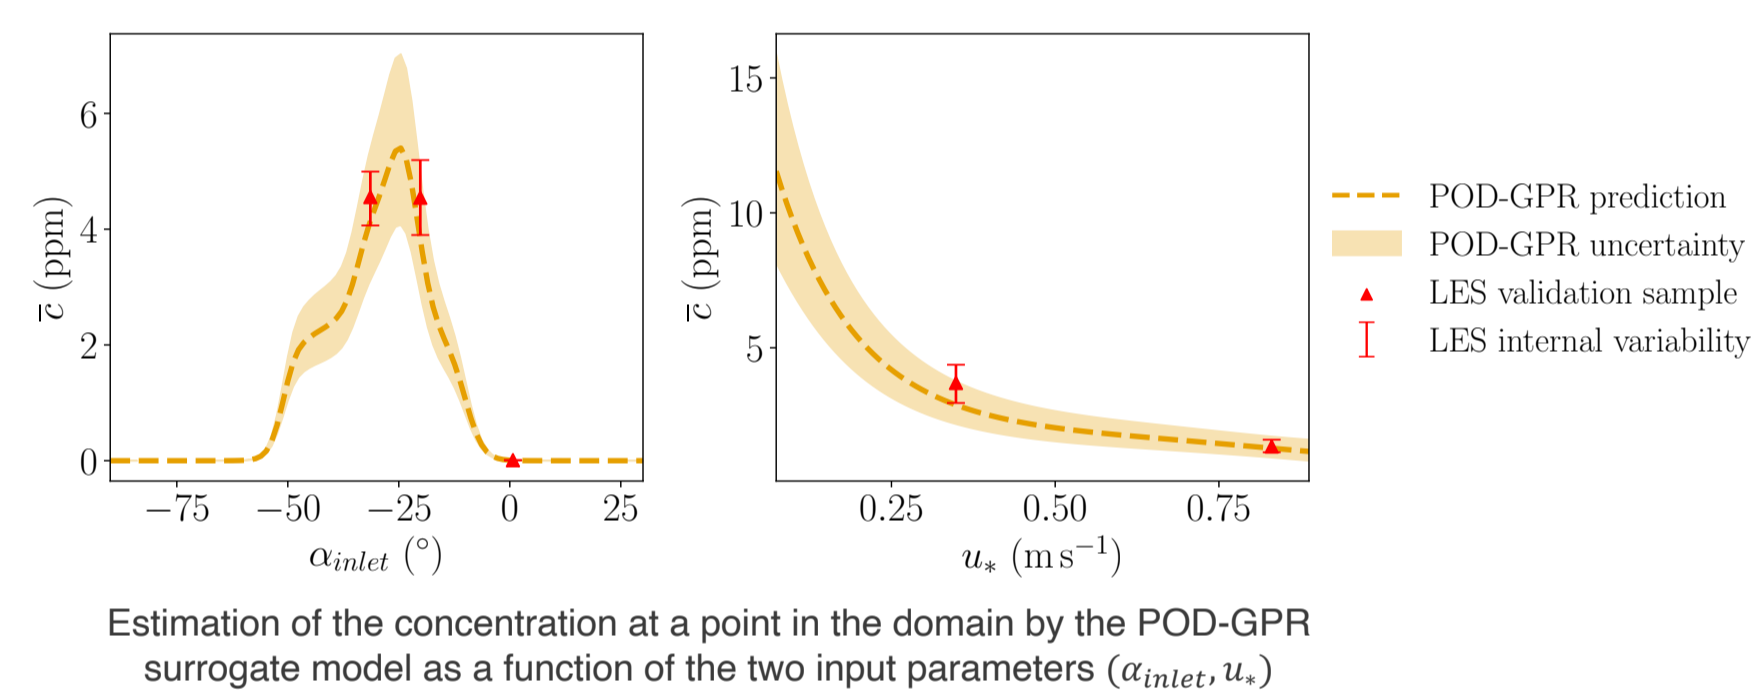 6
4
2
0
c̅ (ppm)
−75 −50 −25 0 25
α_inlet (°)
15
10
5
c̅ (ppm)
0.25 0.50 0.75
u_* (m s⁻¹)
POD-GPR prediction
POD-GPR uncertainty
LES validation sample
LES internal variability
Estimation of the concentration at a point in the domain by the POD-GPR
surrogate model as a function of the two input parameters (α_inlet, u_*)